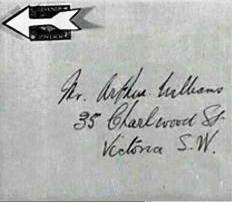 Mr. Arthur Williams
35 Charlwood St.
Victoria S.W.